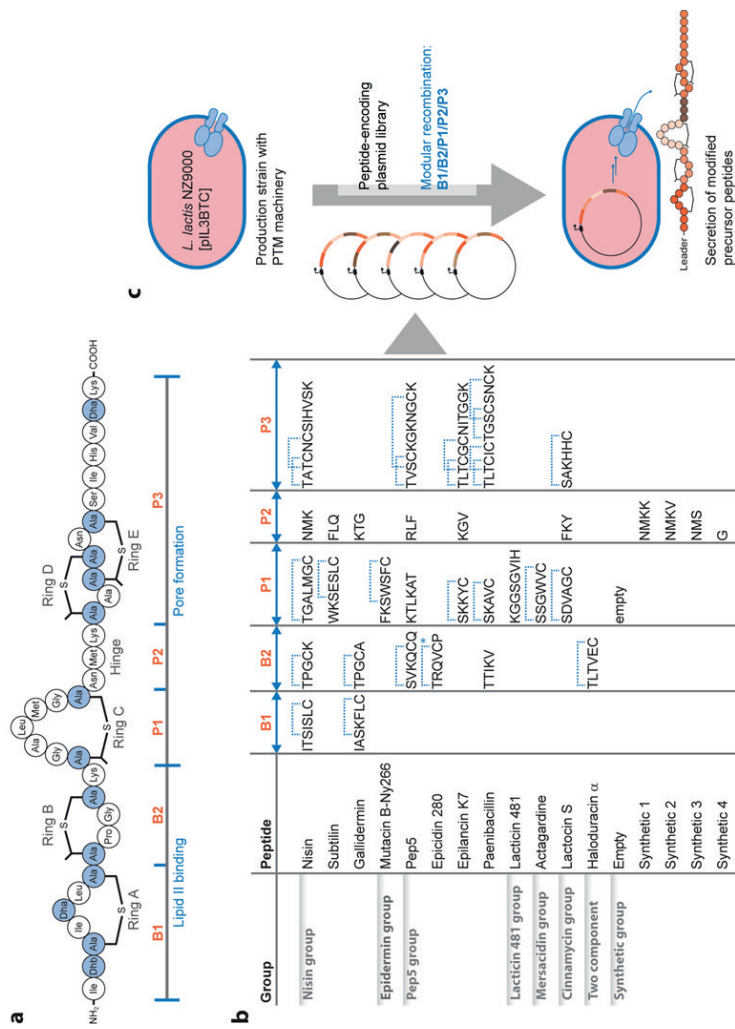 a
B1
B2
P1
P2
P3
Lipid II binding
Pore formation
NH₂
Ile
Dhb
Ala
Ile
Dha
Leu
Ala
Ring A
S
Ala
Pro
Gly
Ala
Lys
Ring B
S
Ala
Gly
Ala
Leu
Met
Gly
Ala
Ring C
S
Asn
Met
Lys
Hinge
Ala
Ala
Ala
Ala
Asn
Ala
Ring D
S
Ring E
S
Ser
Ile
His
Val
Dha
Lys
COOH
b
Group Peptide B1 B2 P1 P2 P3
Nisin group Nisin ITSISLC TPGCK TGALMGC NMK TATCNCSIHVSK
Subtilin WKSESLC FLQ
Gallidermin IASKFLC TPGCA KTG
Epidermin group Mutacin B-Ny266 FKSWSFC
Pep5 group Pep5 SVKQCQ KTLKAT RLF TVSCKGKNGCK
Epicidin 280 TRQVCP*
Epilancin K7 SKKYC KGV TLTCGCNITGGK
Paenibacillin TTIKV SKAVC TLTCICTGSCSNCK
Lacticin 481 group Lacticin 481 KGGSGVIH
Mersacidin group Actagardine SSGWVC
Cinnamycin group Lactocin S SDVAGC FKY SAKHHC
Two component Haloduracin α TLTVEC
Synthetic group Empty empty
Synthetic 1 NMKK
Synthetic 2 NMKV
Synthetic 3 NMS
Synthetic 4 G
c
L. lactis NZ9000
[pIL3BTC]
Production strain with
PTM machinery
Peptide-encoding
plasmid library
Modular recombination:
B1/B2/P1/P2/P3
Leader
Secretion of modified
precursor peptides